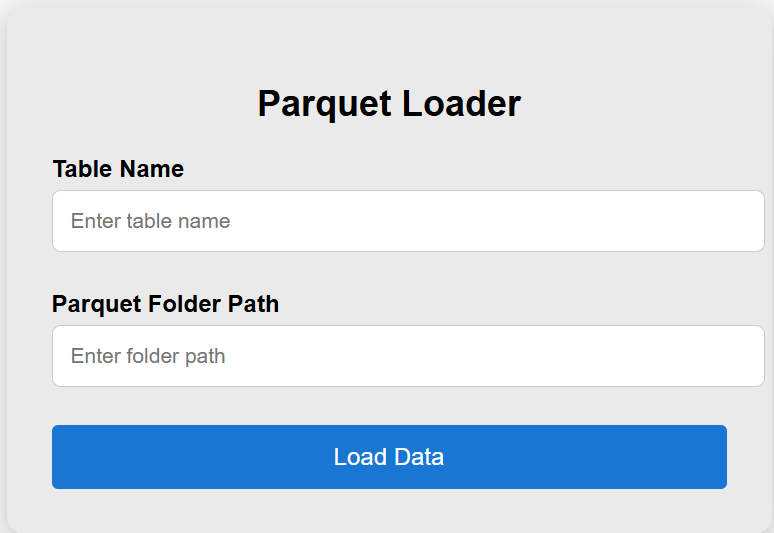 Parquet Loader
Table Name
Enter table name
Parquet Folder Path
Enter folder path
Load Data